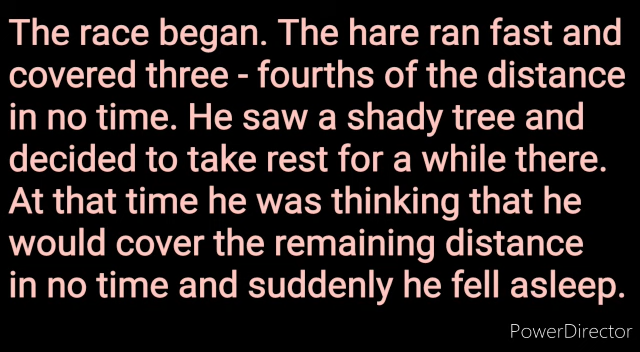 The race began. The hare ran fast and
covered three - fourths of the distance
in no time. He saw a shady tree and
decided to take rest for a while there.
At that time he was thinking that he
would cover the remaining distance
in no time and suddenly he fell asleep.
PowerDirector